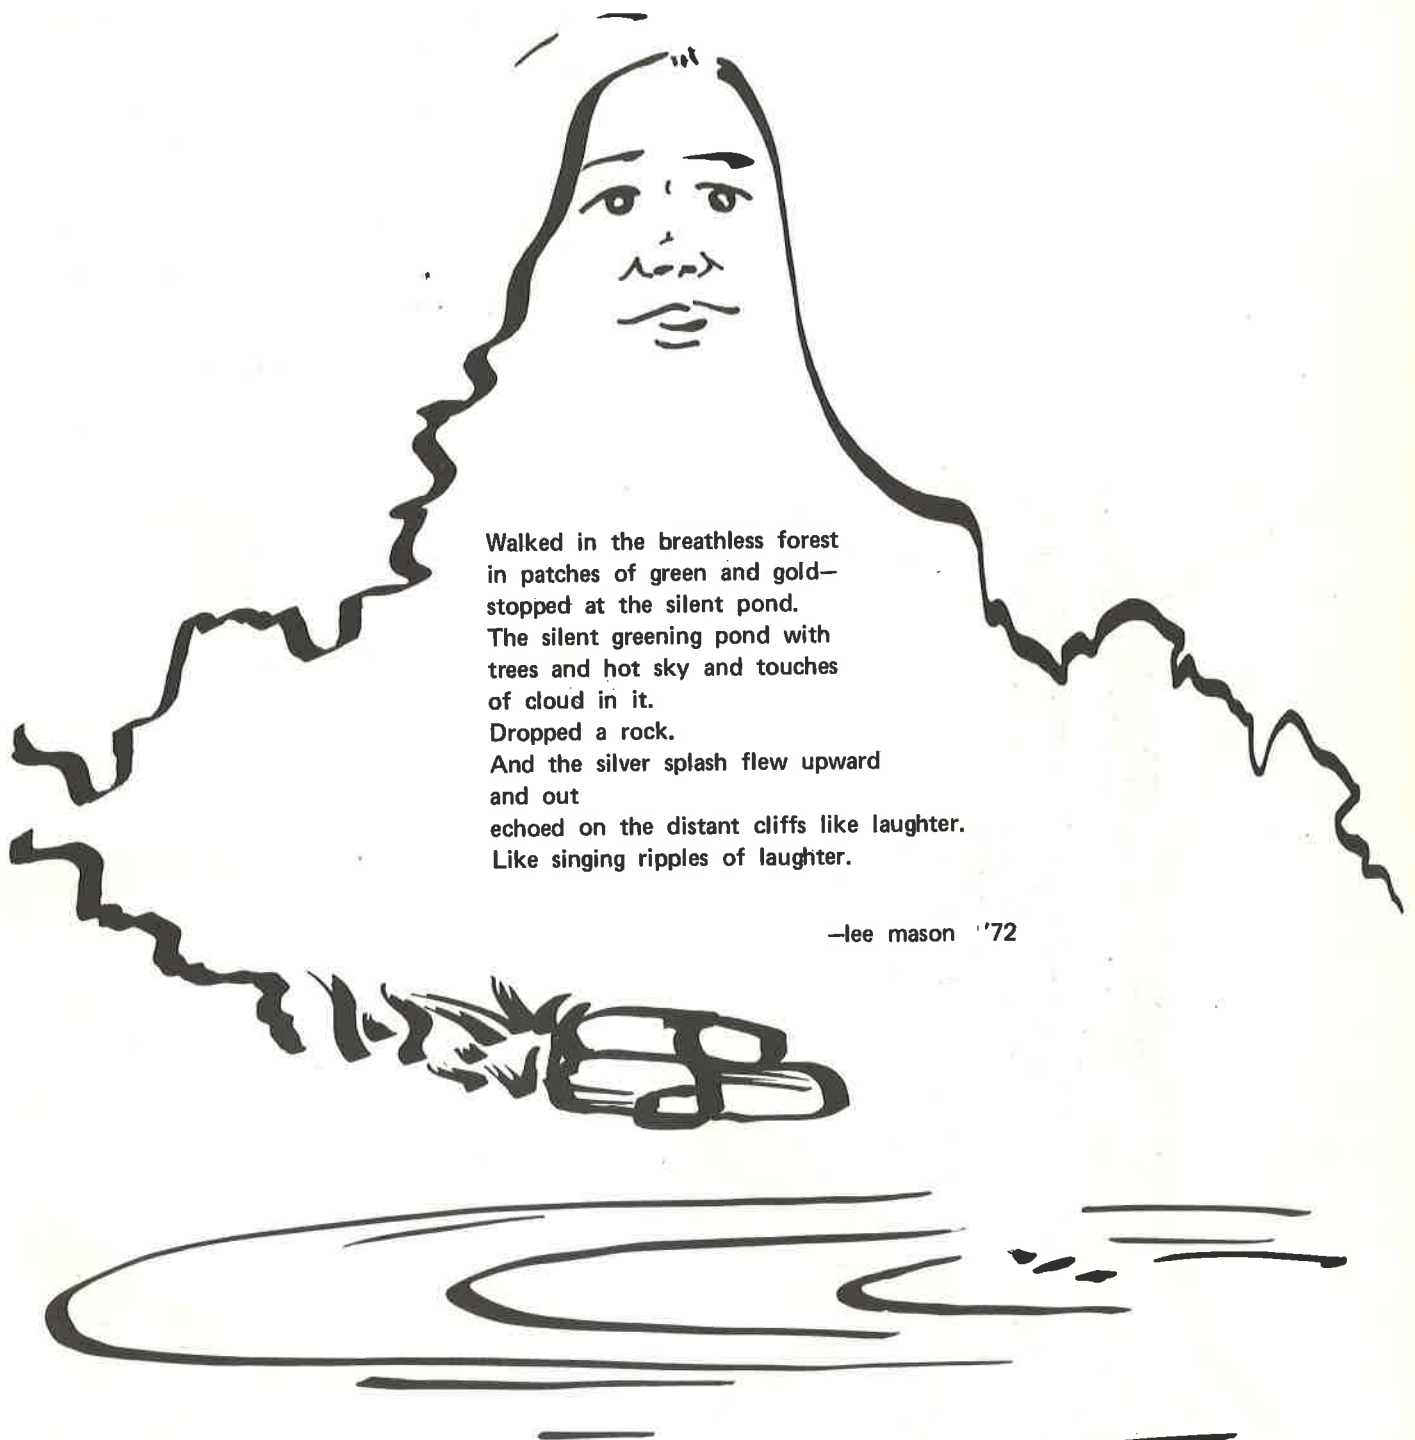 Walked in the breathless forest
in patches of green and gold—
stopped at the silent pond.
The silent greening pond with
trees and hot sky and touches
of cloud in it.
Dropped a rock.
And the silver splash flew upward
and out
echoed on the distant cliffs like laughter.
Like singing ripples of laughter.
—lee mason '72